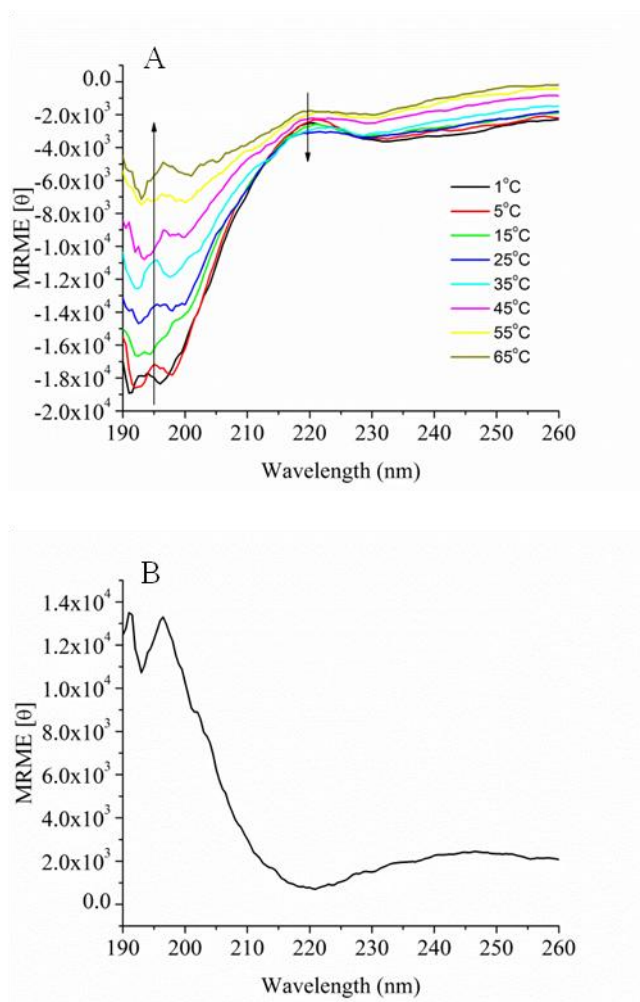 A
MRME [θ]
0.0
-2.0x10³
-4.0x10³
-6.0x10³
-8.0x10³
-1.0x10⁴
-1.2x10⁴
-1.4x10⁴
-1.6x10⁴
-1.8x10⁴
-2.0x10⁴
1°C
5°C
15°C
25°C
35°C
45°C
55°C
65°C
190 200 210 220 230 240 250 260
Wavelength (nm)
B
MRME [θ]
1.4x10⁴
1.2x10⁴
1.0x10⁴
8.0x10³
6.0x10³
4.0x10³
2.0x10³
0.0
190 200 210 220 230 240 250 260
Wavelength (nm)